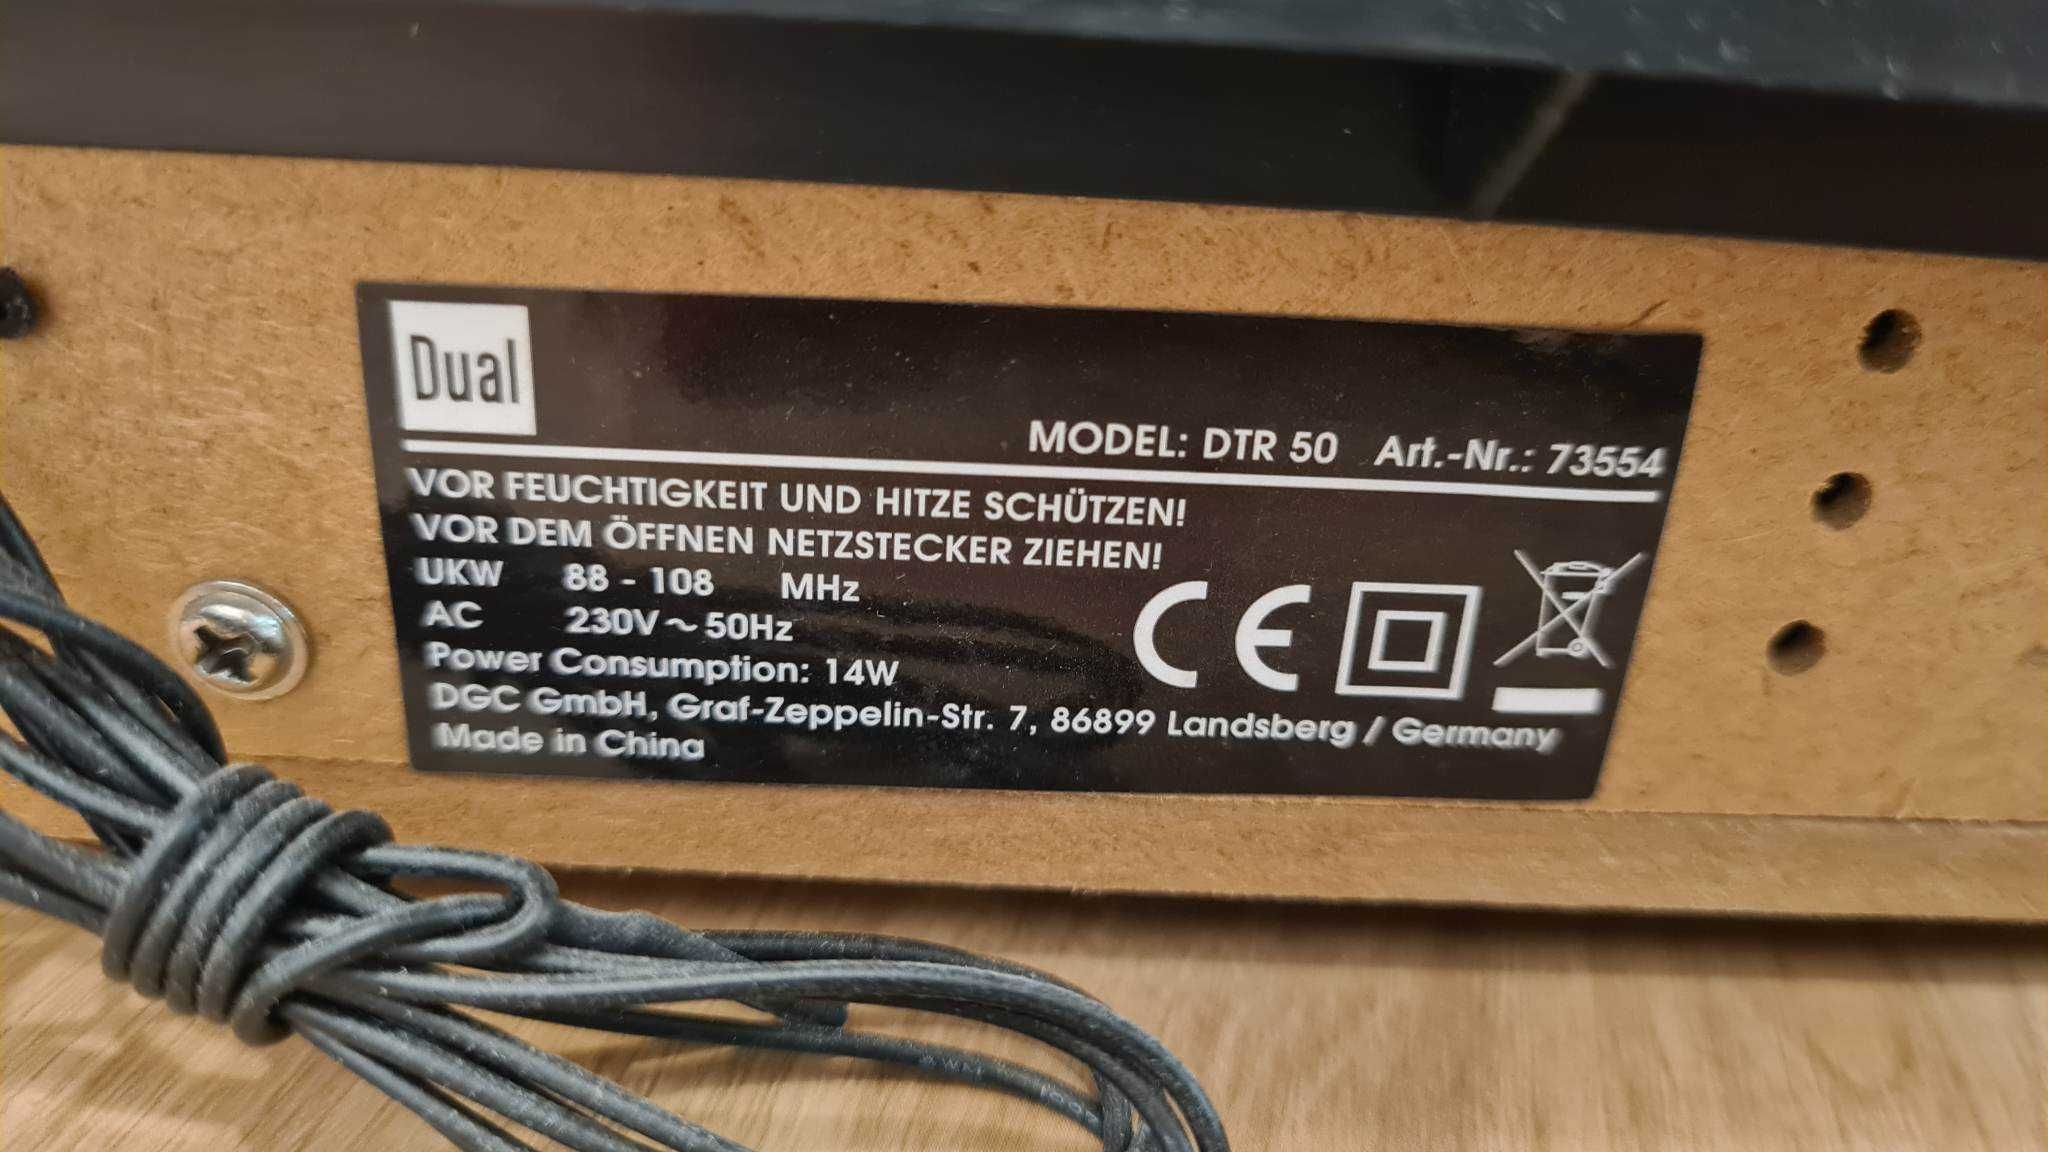 Dual
MODEL: DTR 50 Art.-Nr.: 73554
VOR FEUCHTIGKEIT UND HITZE SCHÜTZEN!
VOR DEM ÖFFNEN NETZSTECKER ZIEHEN!
UKW 88 - 108 MHz
AC 230V ~ 50Hz
Power Consumption: 14W
CE
DGC GmbH, Graf-Zeppelin-Str. 7, 86899 Landsberg / Germany
Made in China